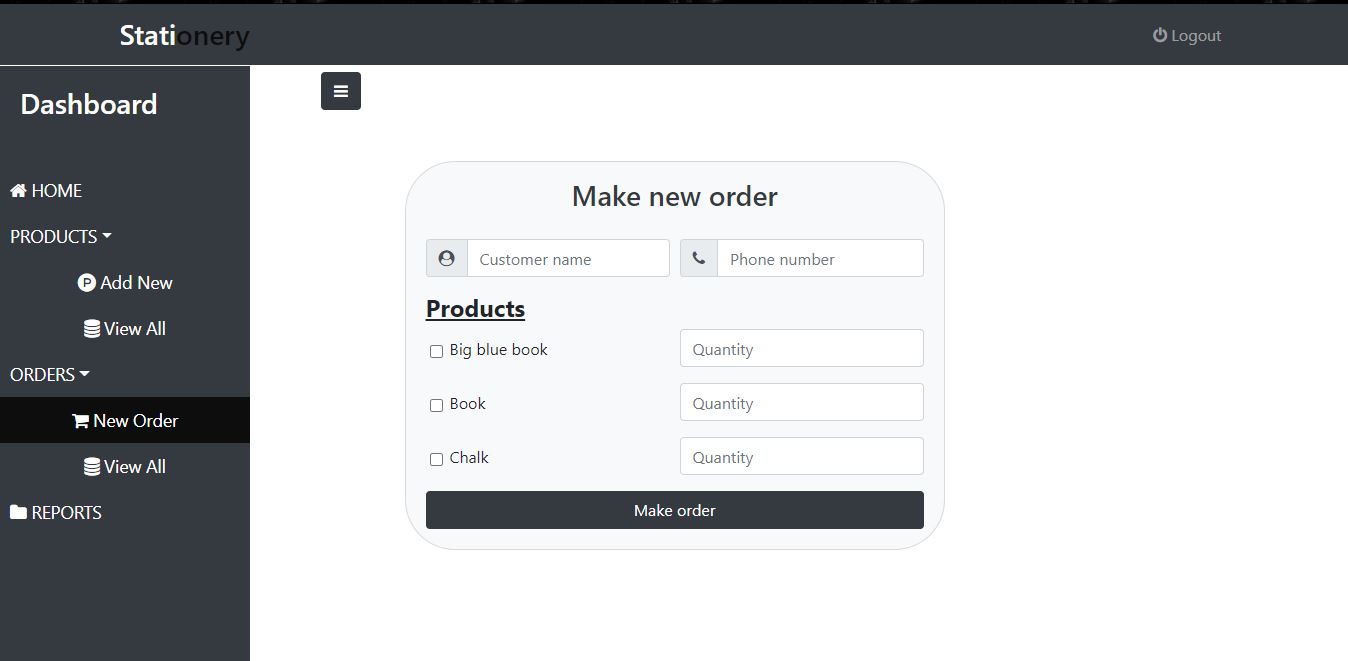 Stationery
Logout
Dashboard
HOME
PRODUCTS
Add New
View All
ORDERS
New Order
View All
REPORTS
Make new order
Customer name
Phone number
Products
Big blue book
Quantity
Book
Quantity
Chalk
Quantity
Make order